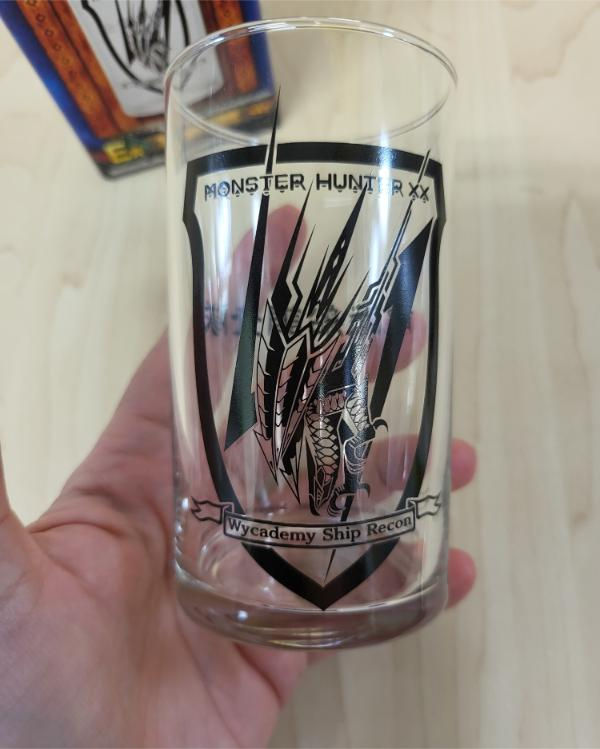 MONSTER HUNTER XX
Wycademy Ship Recon